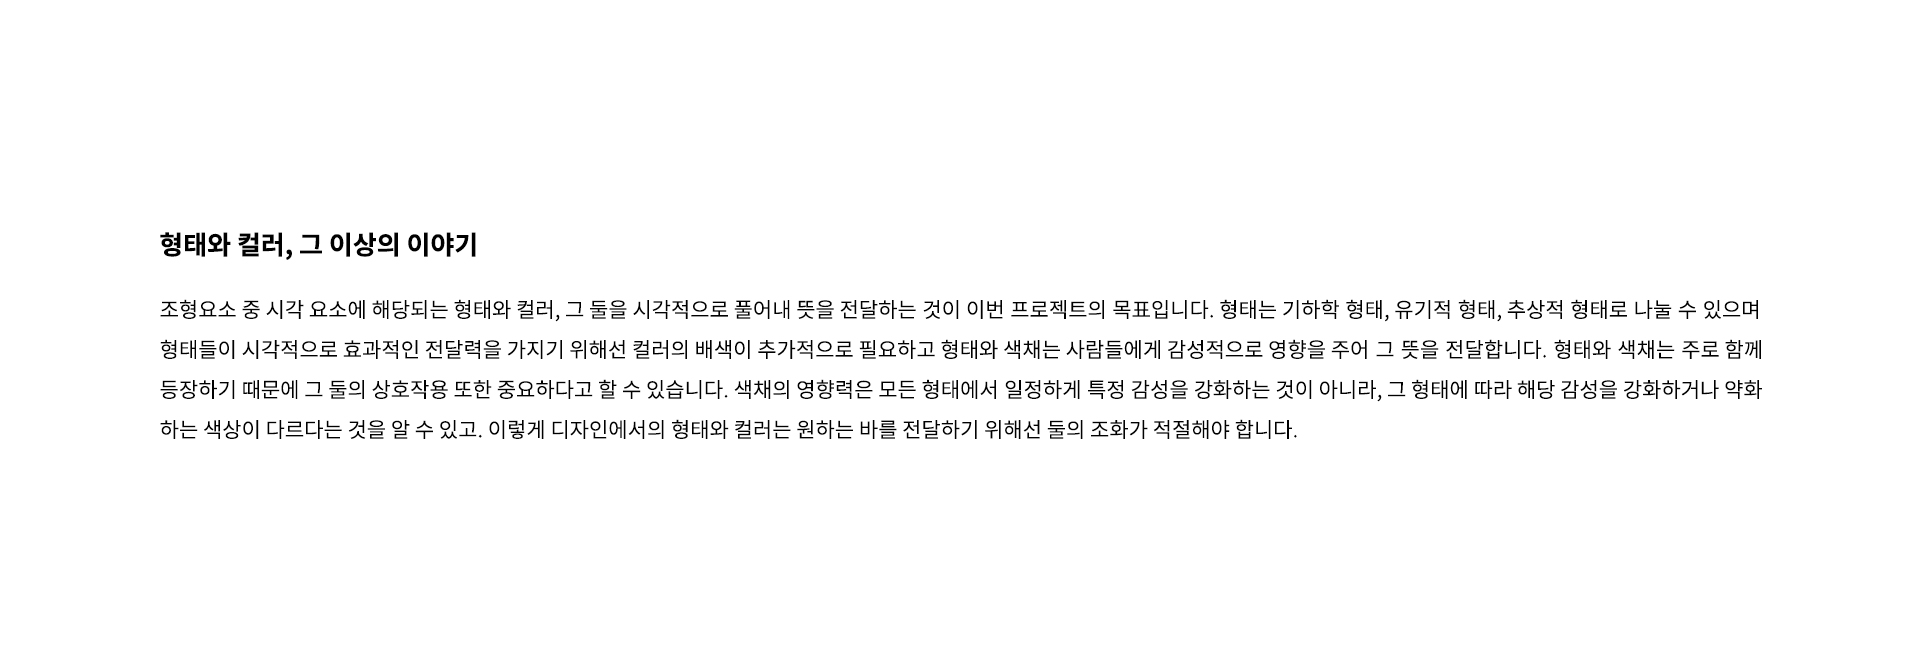 형태와 컬러, 그 이상의 이야기
조형요소 중 시각 요소에 해당되는 형태와 컬러, 그 둘을 시각적으로 풀어내 뜻을 전달하는 것이 이번 프로젝트의 목표입니다. 형태는 기하학 형태, 유기적 형태, 추상적 형태로 나눌 수 있으며
형태들이 시각적으로 효과적인 전달력을 가지기 위해선 컬러의 배색이 추가적으로 필요하고 형태와 색채는 사람들에게 감성적으로 영향을 주어 그 뜻을 전달합니다. 형태와 색채는 주로 함께
등장하기 때문에 그 둘의 상호작용 또한 중요하다고 할 수 있습니다. 색채의 영향력은 모든 형태에서 일정하게 특정 감성을 강화하는 것이 아니라, 그 형태에 따라 해당 감성을 강화하거나 약화
하는 색상이 다르다는 것을 알 수 있고. 이렇게 디자인에서의 형태와 컬러는 원하는 바를 전달하기 위해선 둘의 조화가 적절해야 합니다.